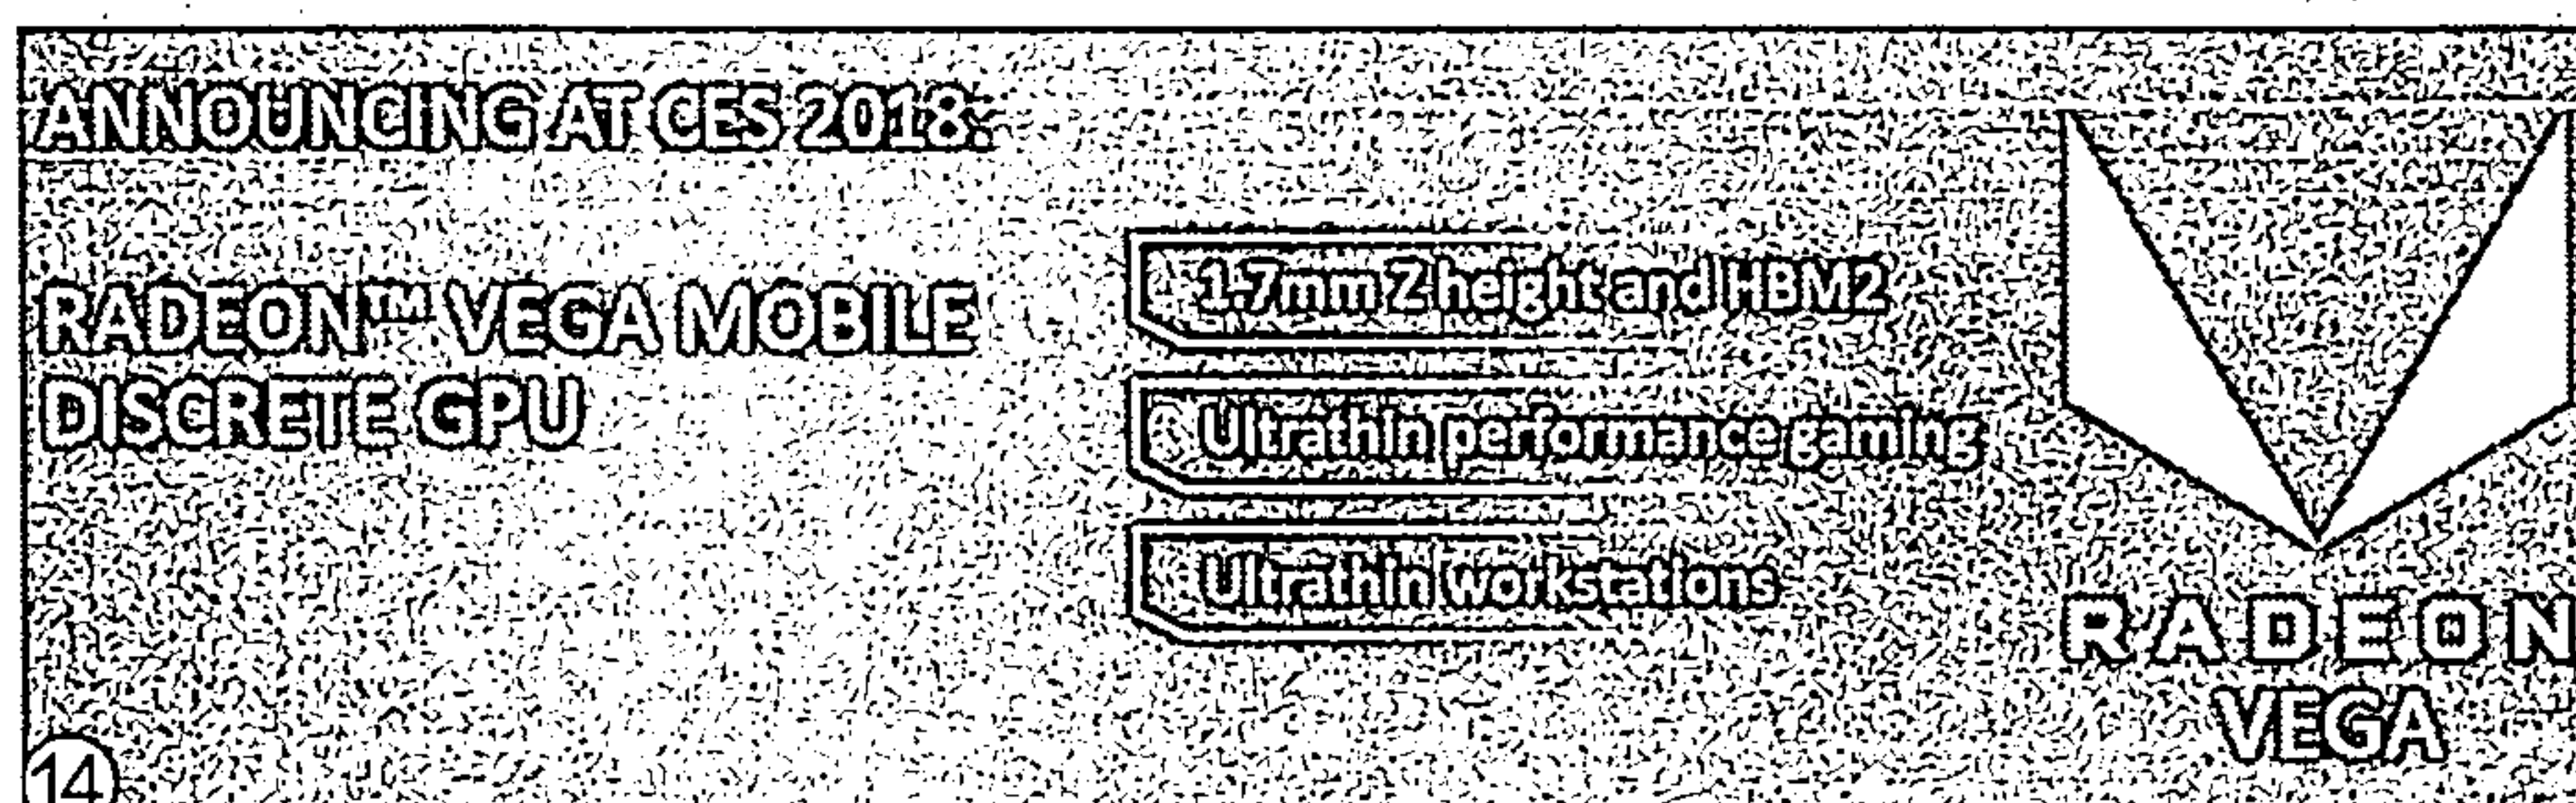 ANNOUNCING AT CES 2018:
RADEON™ VEGA MOBILE
DISCRETE GPU
1.7mm Z height and HBM2
Ultrathin performance gaming
Ultrathin workstations
RADEON
VEGA
14